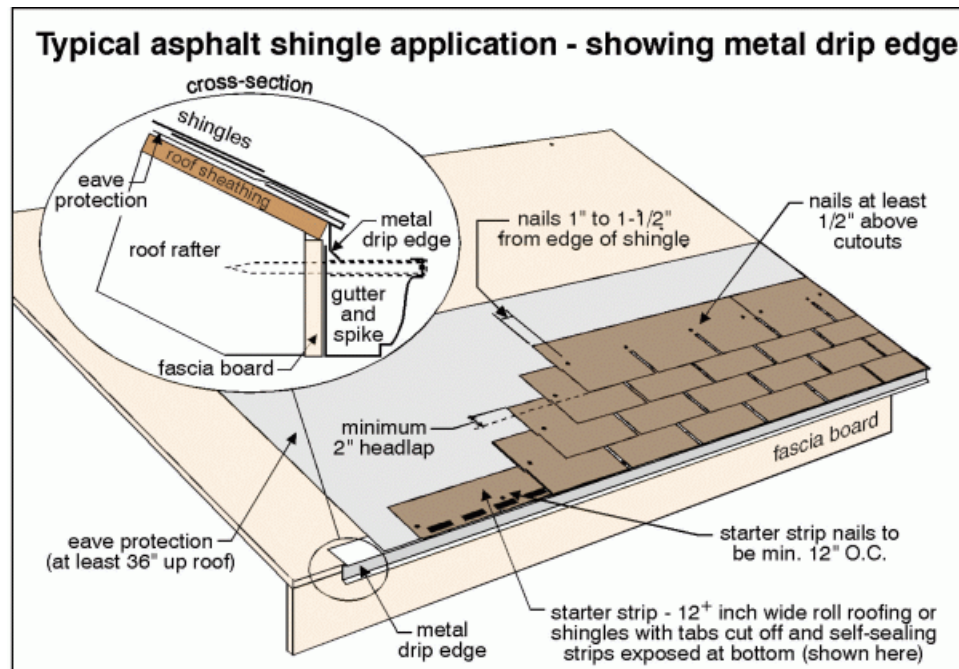 Typical asphalt shingle application - showing metal drip edge
cross-section
shingles
roof sheathing
eave
protection
metal
drip edge
roof rafter
gutter
and
spike
fascia board
nails 1" to 1-1/2"
from edge of shingle
nails at least
1/2" above
cutouts
minimum
2" headlap
fascia board
eave protection
(at least 36" up roof)
starter strip nails to
be min. 12" O.C.
metal
drip edge
starter strip - 12+ inch wide roll roofing or
shingles with tabs cut off and self-sealing
strips exposed at bottom (shown here)